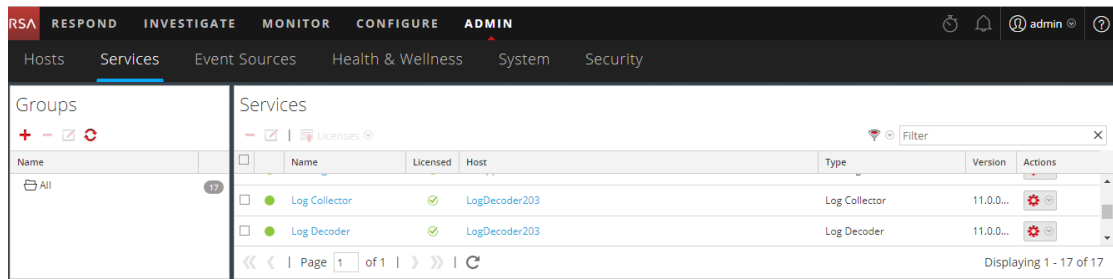 RSA RESPOND INVESTIGATE MONITOR CONFIGURE ADMIN admin ?
Hosts Services Event Sources Health & Wellness System Security
Groups
Services
Licenses
Filter X
Name
Name Licensed Host Type Version Actions
All 17
Log Collector LogDecoder203 Log Collector 11.0.0...
Log Decoder LogDecoder203 Log Decoder 11.0.0...
Page 1 of 1
Displaying 1 - 17 of 17